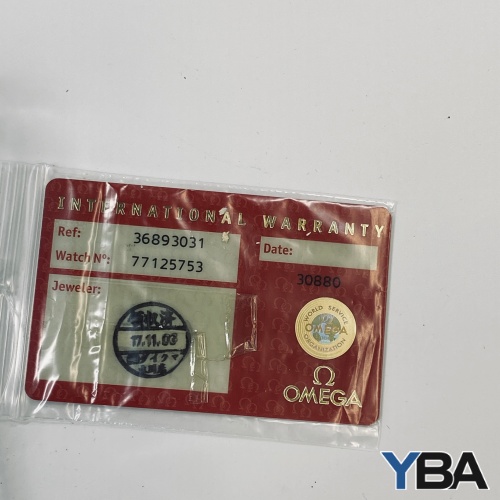 INTERNATIONAL WARRANTY
Ref: 36893031
Watch Nº: 77125753
Date:
30880
Jeweler:
17.11.03
WORLD SERVICE
OMEGA
ORGANIZATION
Ω
OMEGA
YBA